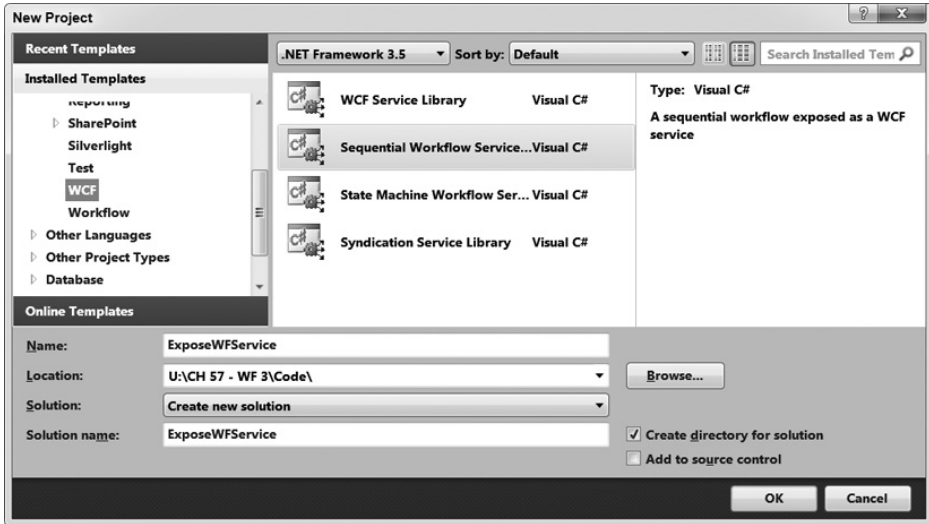 New Project
Recent Templates
.NET Framework 3.5 Sort by: Default Search Installed Tem
Installed Templates
Reporting
SharePoint
Silverlight
Test
WCF
Workflow
Other Languages
Other Project Types
Database
Online Templates
WCF Service Library Visual C#
Sequential Workflow Service...Visual C#
State Machine Workflow Ser... Visual C#
Syndication Service Library Visual C#
Type: Visual C#
A sequential workflow exposed as a WCF
service
Name: ExposeWFService
Location: U:\CH 57 - WF 3\Code\ Browse...
Solution: Create new solution
Solution name: ExposeWFService
Create directory for solution
Add to source control
OK Cancel